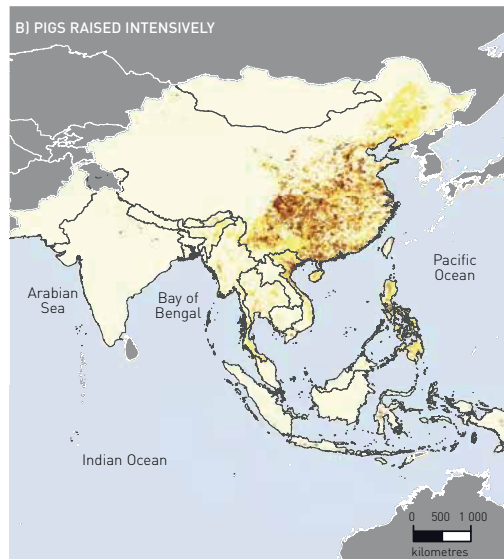 B) PIGS RAISED INTENSIVELY
Pacific
Ocean
Arabian
Sea
Bay of
Bengal
Indian Ocean
0 500 1 000
kilometres